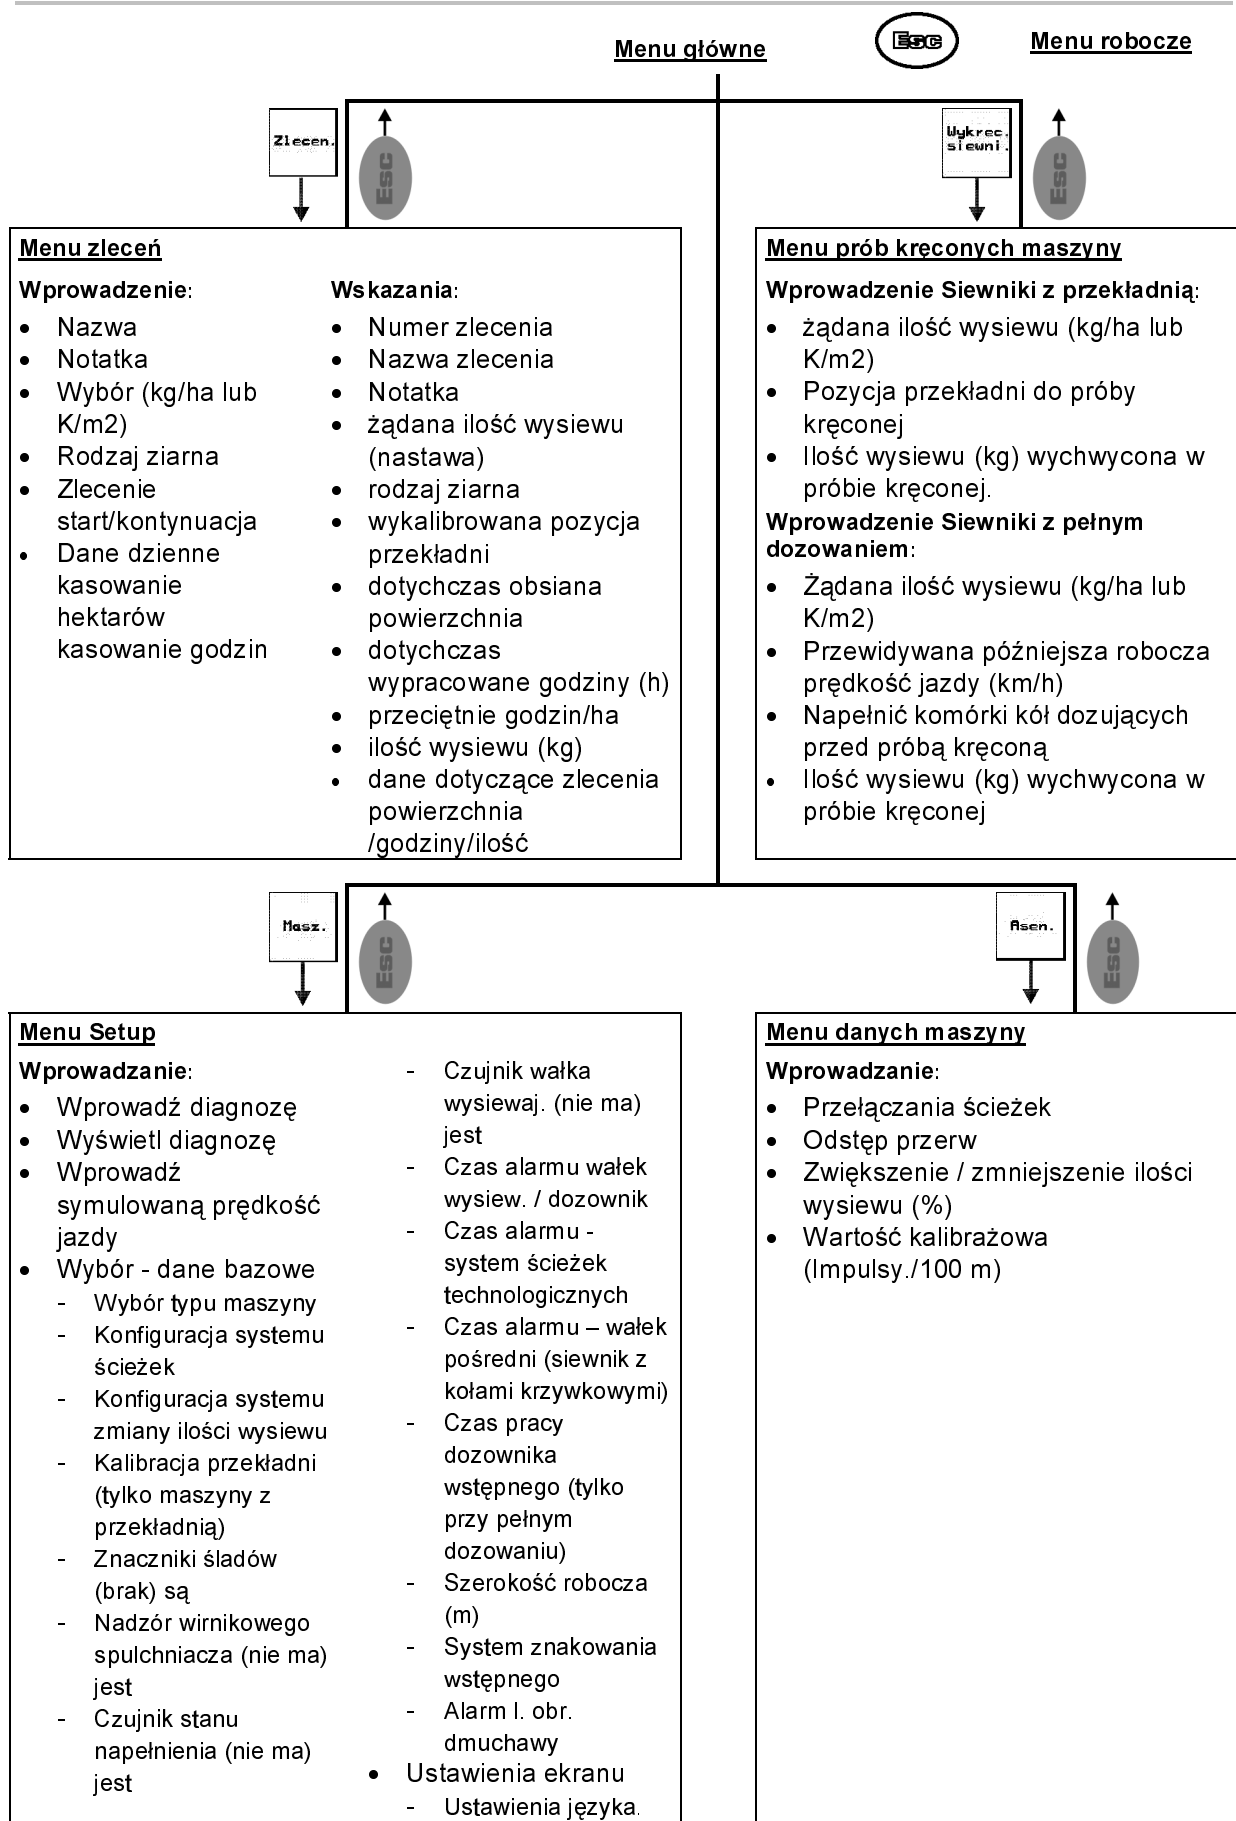 Menu główne
Esc
Menu robocze
Zlecen.
Esc
Wykrec.
siewni.
Esc
Menu zleceń
Wprowadzenie:
• Nazwa
• Notatka
• Wybór (kg/ha lub
K/m2)
• Rodzaj ziarna
• Zlecenie
start/kontynuacja
• Dane dzienne
kasowanie
hektarów
kasowanie godzin
Wskazania:
• Numer zlecenia
• Nazwa zlecenia
• Notatka
• żądana ilość wysiewu
(nastawa)
• rodzaj ziarna
• wykalibrowana pozycja
przekładni
• dotychczas obsiana
powierzchnia
• dotychczas
wypracowane godziny (h)
• przeciętnie godzin/ha
• ilość wysiewu (kg)
• dane dotyczące zlecenia
powierzchnia
/godziny/ilość
Menu prób kręconych maszyny
Wprowadzenie Siewniki z przekładnią:
• żądana ilość wysiewu (kg/ha lub
K/m2)
• Pozycja przekładni do próby
kręconej
• Ilość wysiewu (kg) wychwycona w
próbie kręconej.
Wprowadzenie Siewniki z pełnym
dozowaniem:
• Żądana ilość wysiewu (kg/ha lub
K/m2)
• Przewidywana późniejsza robocza
prędkość jazdy (km/h)
• Napełnić komórki kół dozujących
przed próbą kręconą
• Ilość wysiewu (kg) wychwycona w
próbie kręconej
Masz.
Esc
Asen.
Esc
Menu Setup
Wprowadzanie:
• Wprowadź diagnozę
• Wyświetl diagnozę
• Wprowadź
symulowaną prędkość
jazdy
• Wybór - dane bazowe
- Wybór typu maszyny
- Konfiguracja systemu
ścieżek
- Konfiguracja systemu
zmiany ilości wysiewu
- Kalibracja przekładni
(tylko maszyny z
przekładnią)
- Znaczniki śladów
(brak) są
- Nadzór wirnikowego
spulchniacza (nie ma)
jest
- Czujnik stanu
napełnienia (nie ma)
jest
- Czujnik wałka
wysiewaj. (nie ma)
jest
- Czas alarmu wałek
wysiew. / dozownik
- Czas alarmu -
system ścieżek
technologicznych
- Czas alarmu – wałek
pośredni (siewnik z
kołami krzywkowymi)
- Czas pracy
dozownika
wstępnego (tylko
przy pełnym
dozowaniu)
- Szerokość robocza
(m)
- System znakowania
wstępnego
- Alarm l. obr.
dmuchawy
• Ustawienia ekranu
- Ustawienia języka.
Menu danych maszyny
Wprowadzanie:
• Przełączania ścieżek
• Odstęp przerw
• Zwiększenie / zmniejszenie ilości
wysiewu (%)
• Wartość kalibrażowa
(Impulsy./100 m)